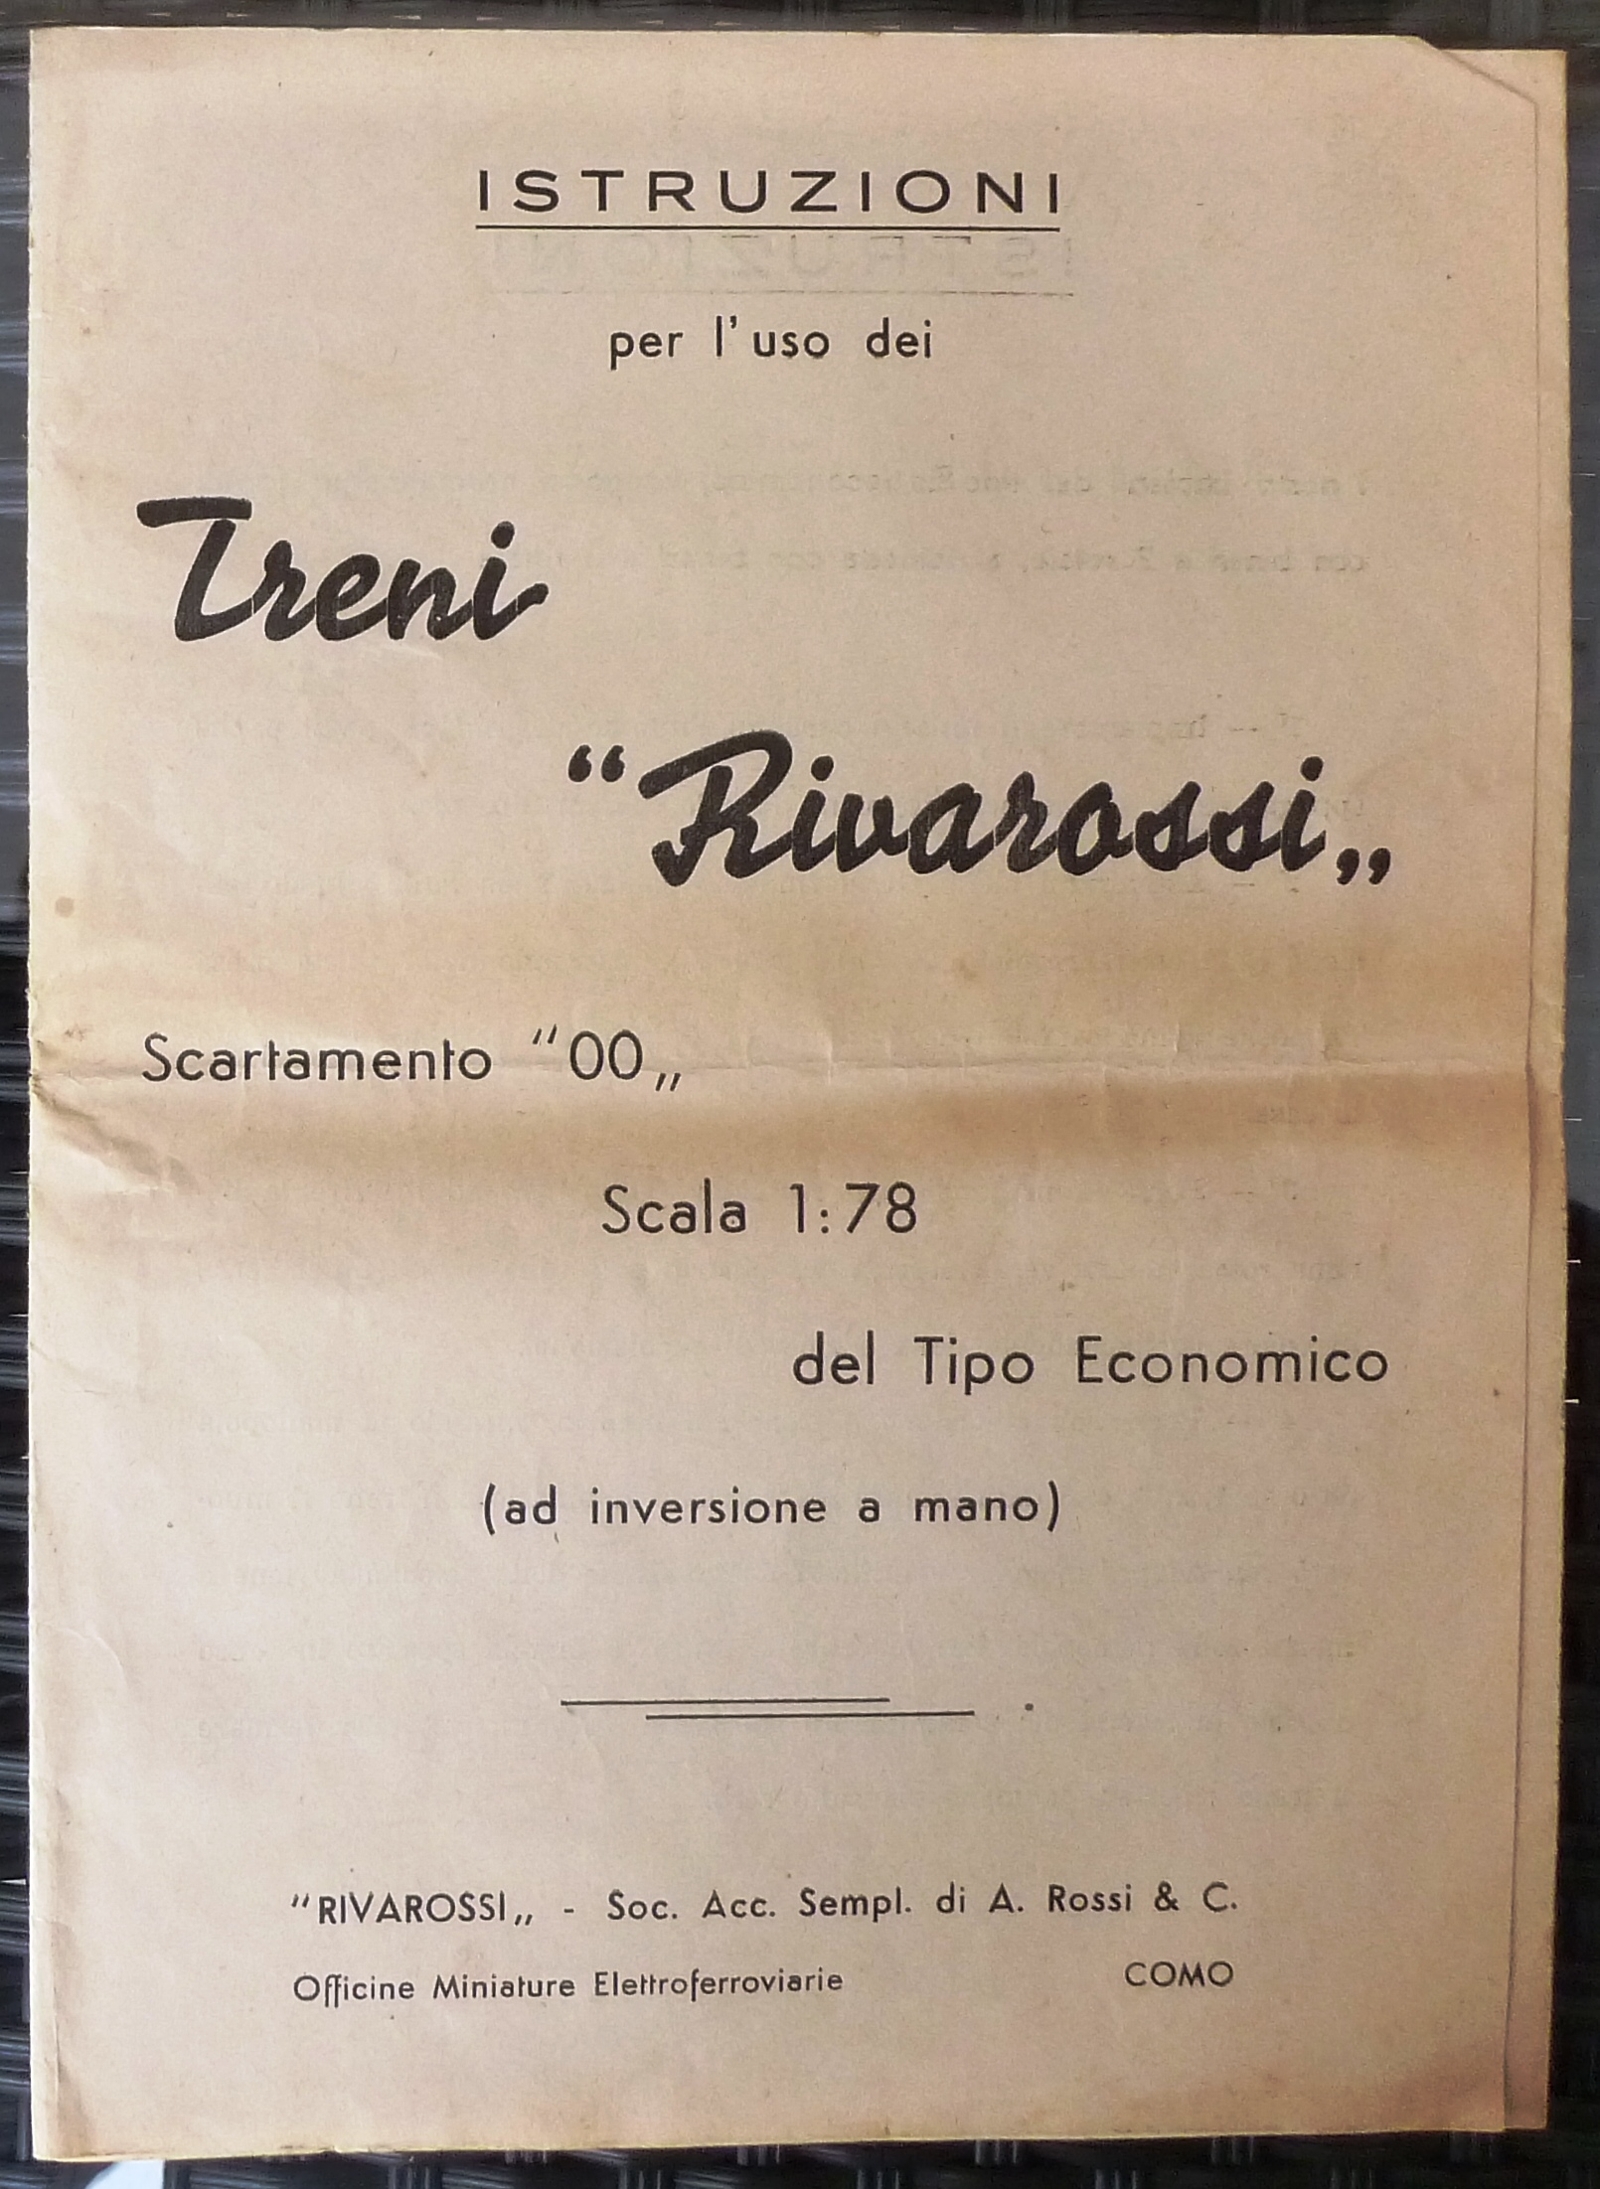 ISTRUZIONI
per l'uso dei
Treni
“Rivarossi„
Scartamento “00„
Scala 1:78
del Tipo Economico
(ad inversione a mano)
“RIVAROSSI„ - Soc. Acc. Sempl. di A. Rossi & C.
Officine Miniature Elettroferroviarie COMO